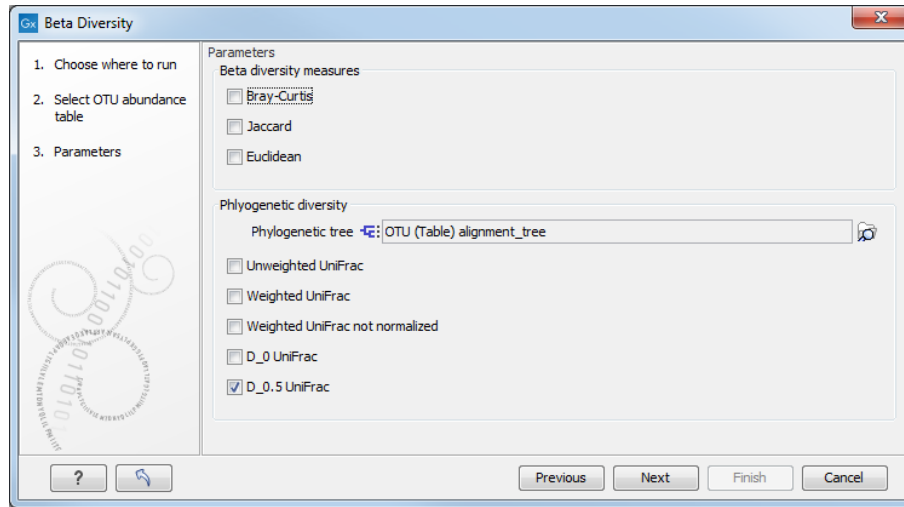 Gx Beta Diversity
1. Choose where to run
2. Select OTU abundance
table
3. Parameters
Parameters
Beta diversity measures
Bray-Curtis
Jaccard
Euclidean
Phlyogenetic diversity
Phylogenetic tree OTU (Table) alignment_tree
Unweighted UniFrac
Weighted UniFrac
Weighted UniFrac not normalized
D_0 UniFrac
D_0.5 UniFrac
? Previous Next Finish Cancel